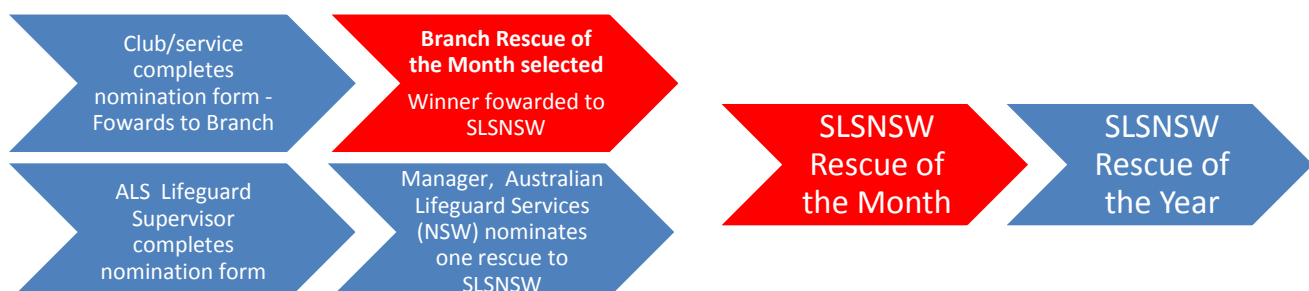 Club/service
completes
nomination form -
Fowards to Branch
Branch Rescue of
the Month selected
Winner fowarded to
SLSNSW
ALS Lifeguard
Supervisor
completes
nomination form
Manager, Australian
Lifeguard Services
(NSW) nominates
one rescue to
SLSNSW
SLSNSW
Rescue of
the Month
SLSNSW
Rescue of
the Year